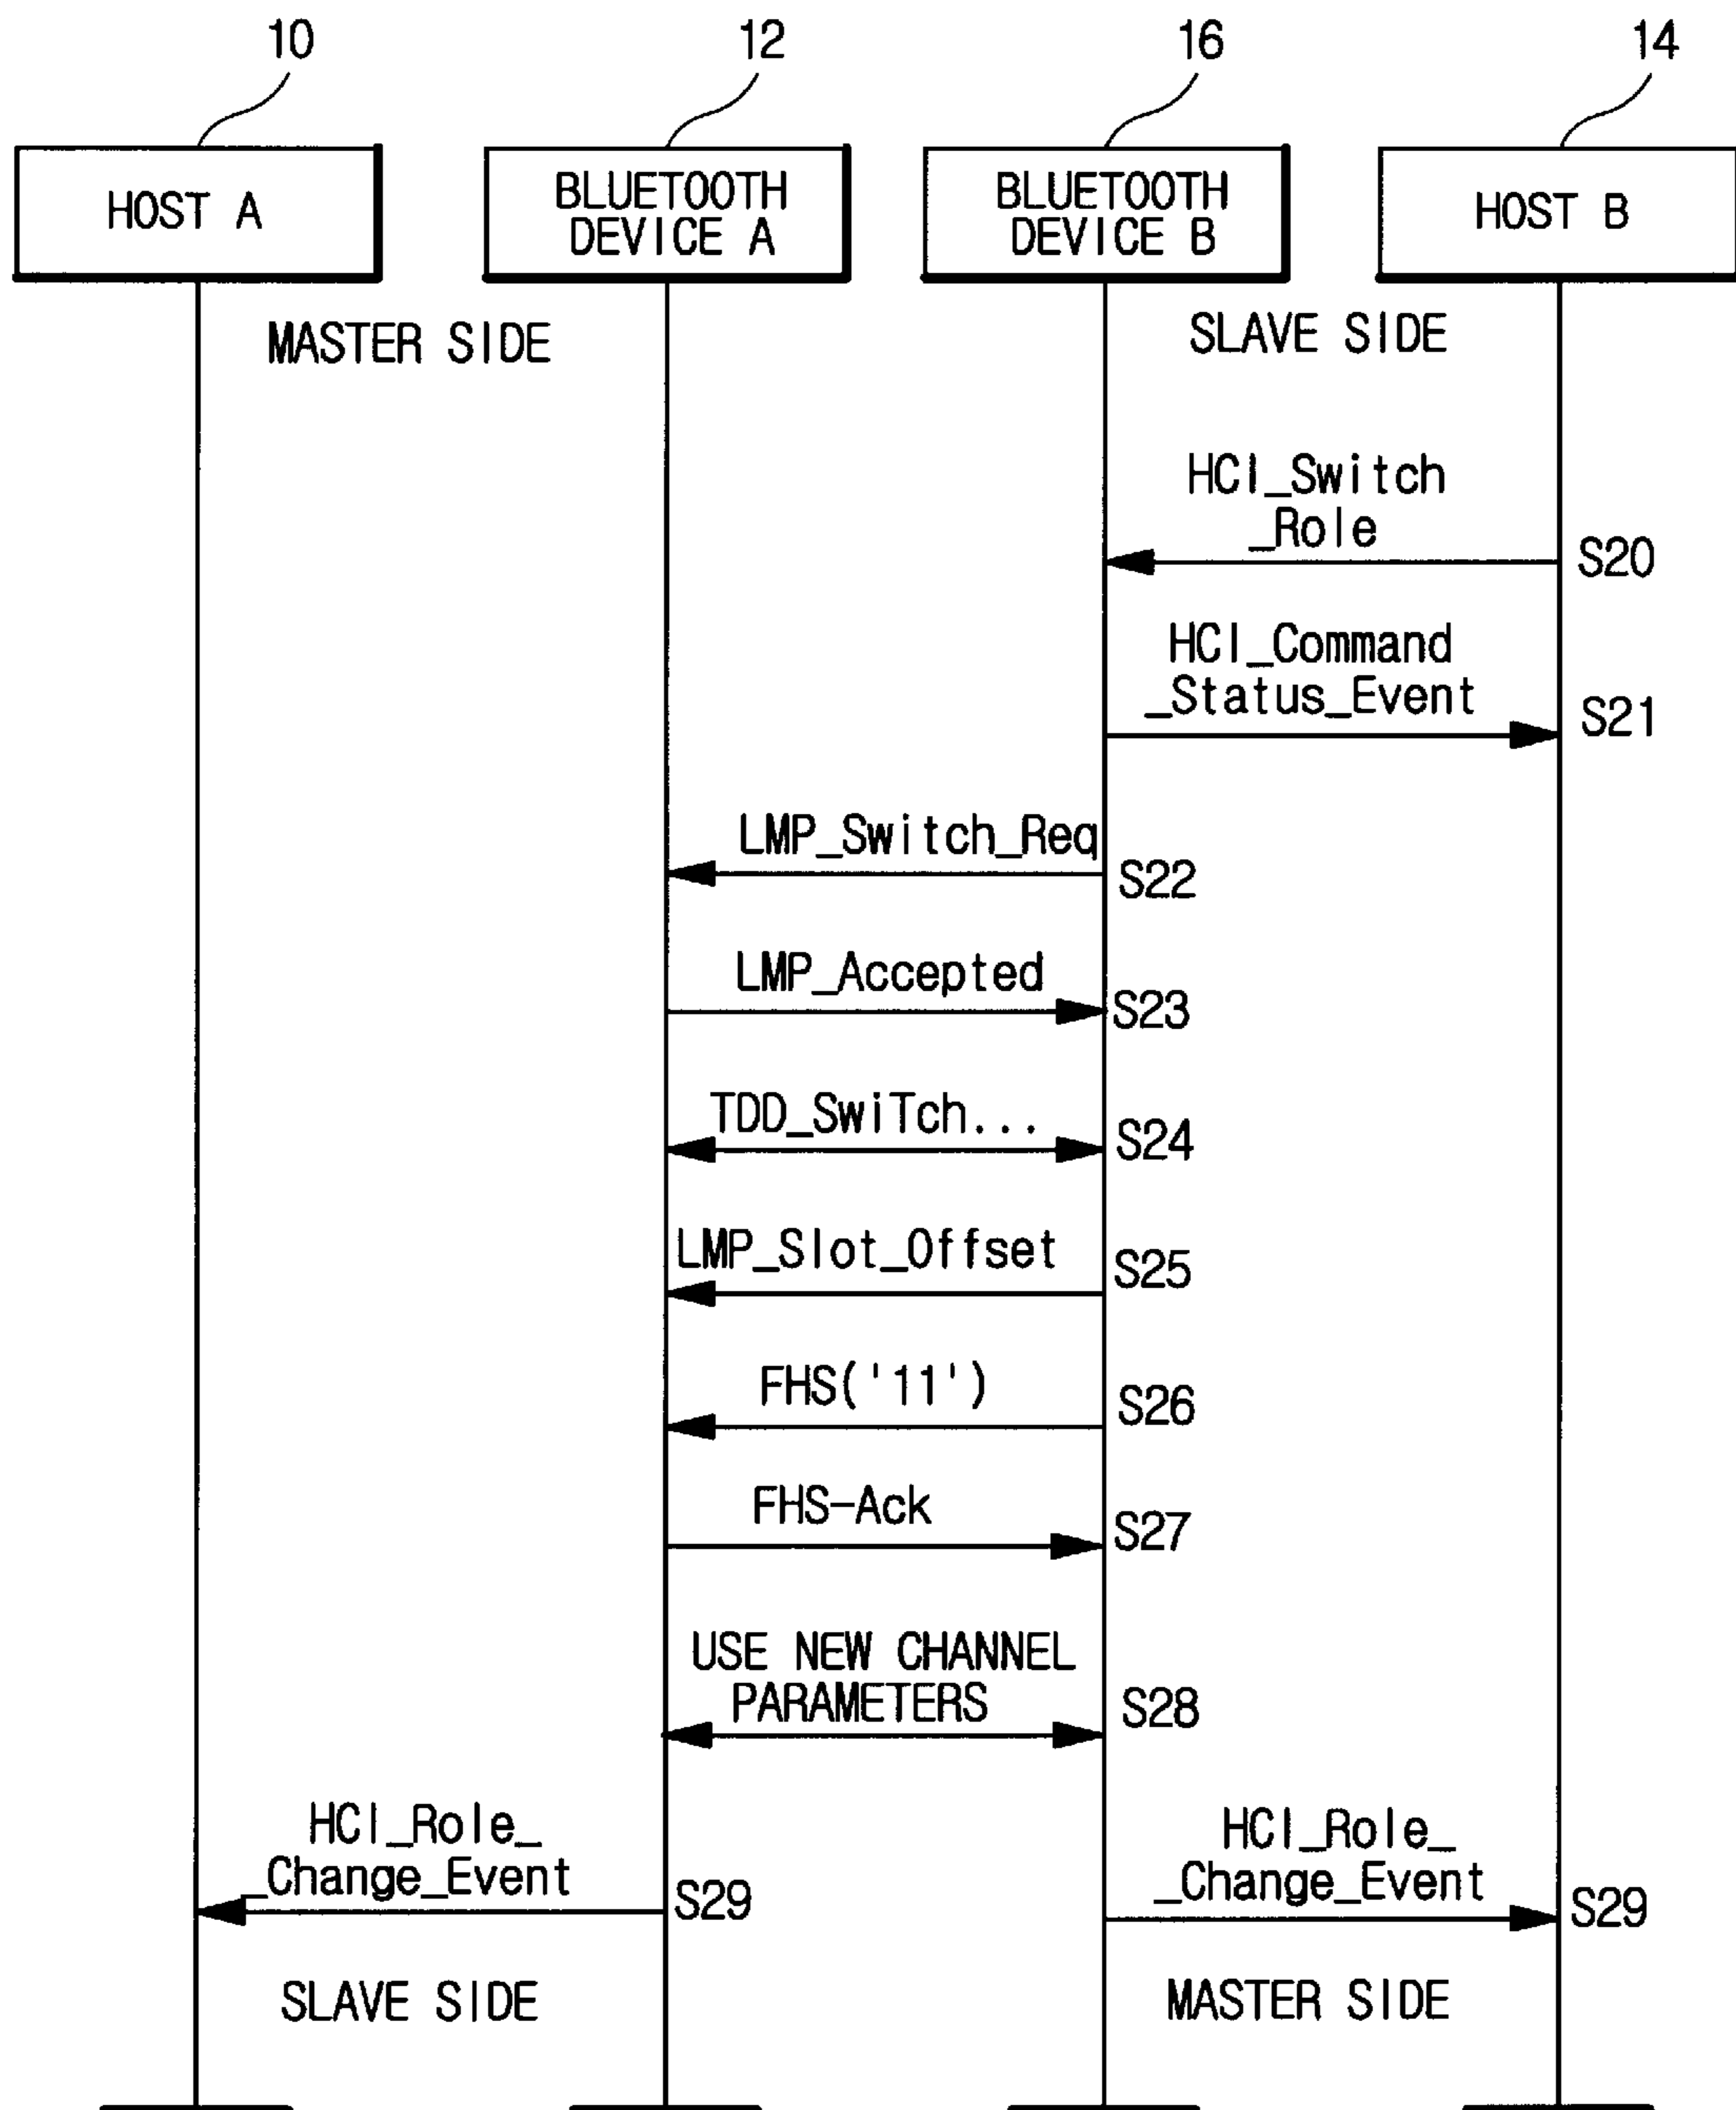 10
12
16
14
HOST A
BLUETOOTH
DEVICE A
BLUETOOTH
DEVICE B
HOST B
MASTER SIDE
SLAVE SIDE
HCI_Switch
_Role
S20
HCI_Command
_Status_Event
S21
LMP_Switch_Req
S22
LMP_Accepted
S23
TDD_SwiTch...
S24
LMP_Slot_Offset
S25
FHS('11')
S26
FHS-Ack
S27
USE NEW CHANNEL
PARAMETERS
S28
HCI_Role_
_Change_Event
S29
HCI_Role_
_Change_Event
S29
SLAVE SIDE
MASTER SIDE